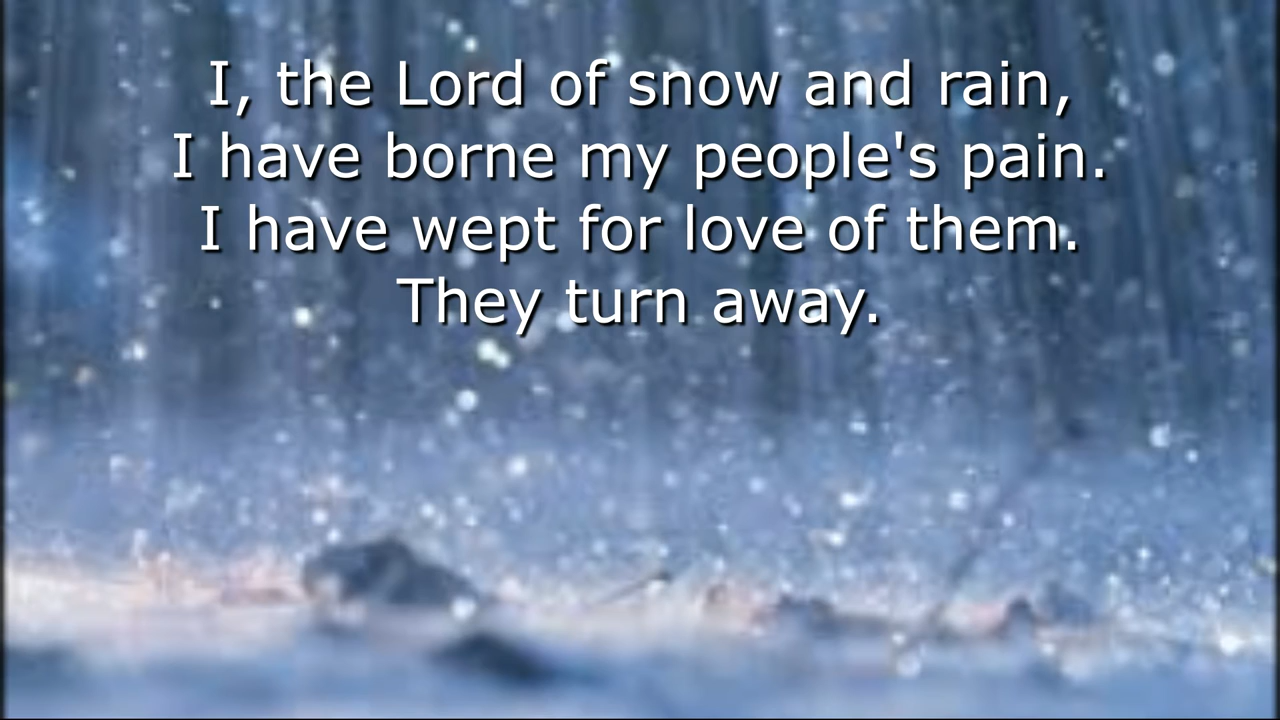 I, the Lord of snow and rain,
I have borne my people's pain.
I have wept for love of them.
They turn away.